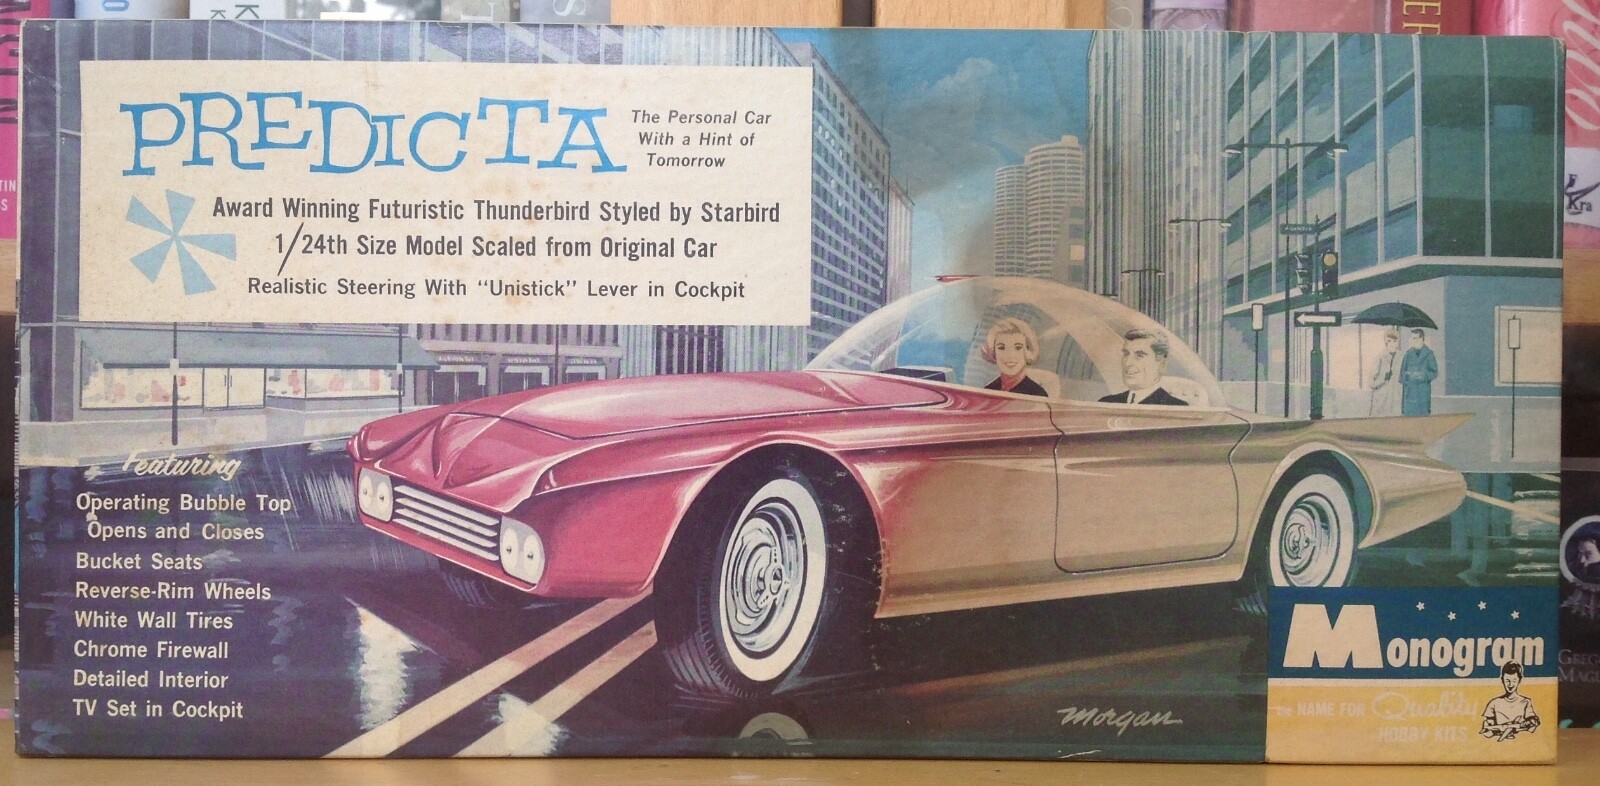 PREDICTA
The Personal Car
With a Hint of
Tomorrow
Award Winning Futuristic Thunderbird Styled by Starbird
1/24th Size Model Scaled from Original Car
Realistic Steering With "Unistick" Lever in Cockpit
Featuring
Operating Bubble Top
Opens and Closes
Bucket Seats
Reverse-Rim Wheels
White Wall Tires
Chrome Firewall
Detailed Interior
TV Set in Cockpit
Morgan
Monogram
the NAME FOR Quality
HOBBY KITS
Kra